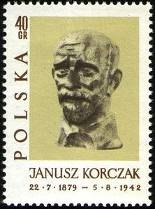 40
GR
POLSKA
JANUSZ KORCZAK
22 · 7 · 1879 — 5 · 8 · 1942